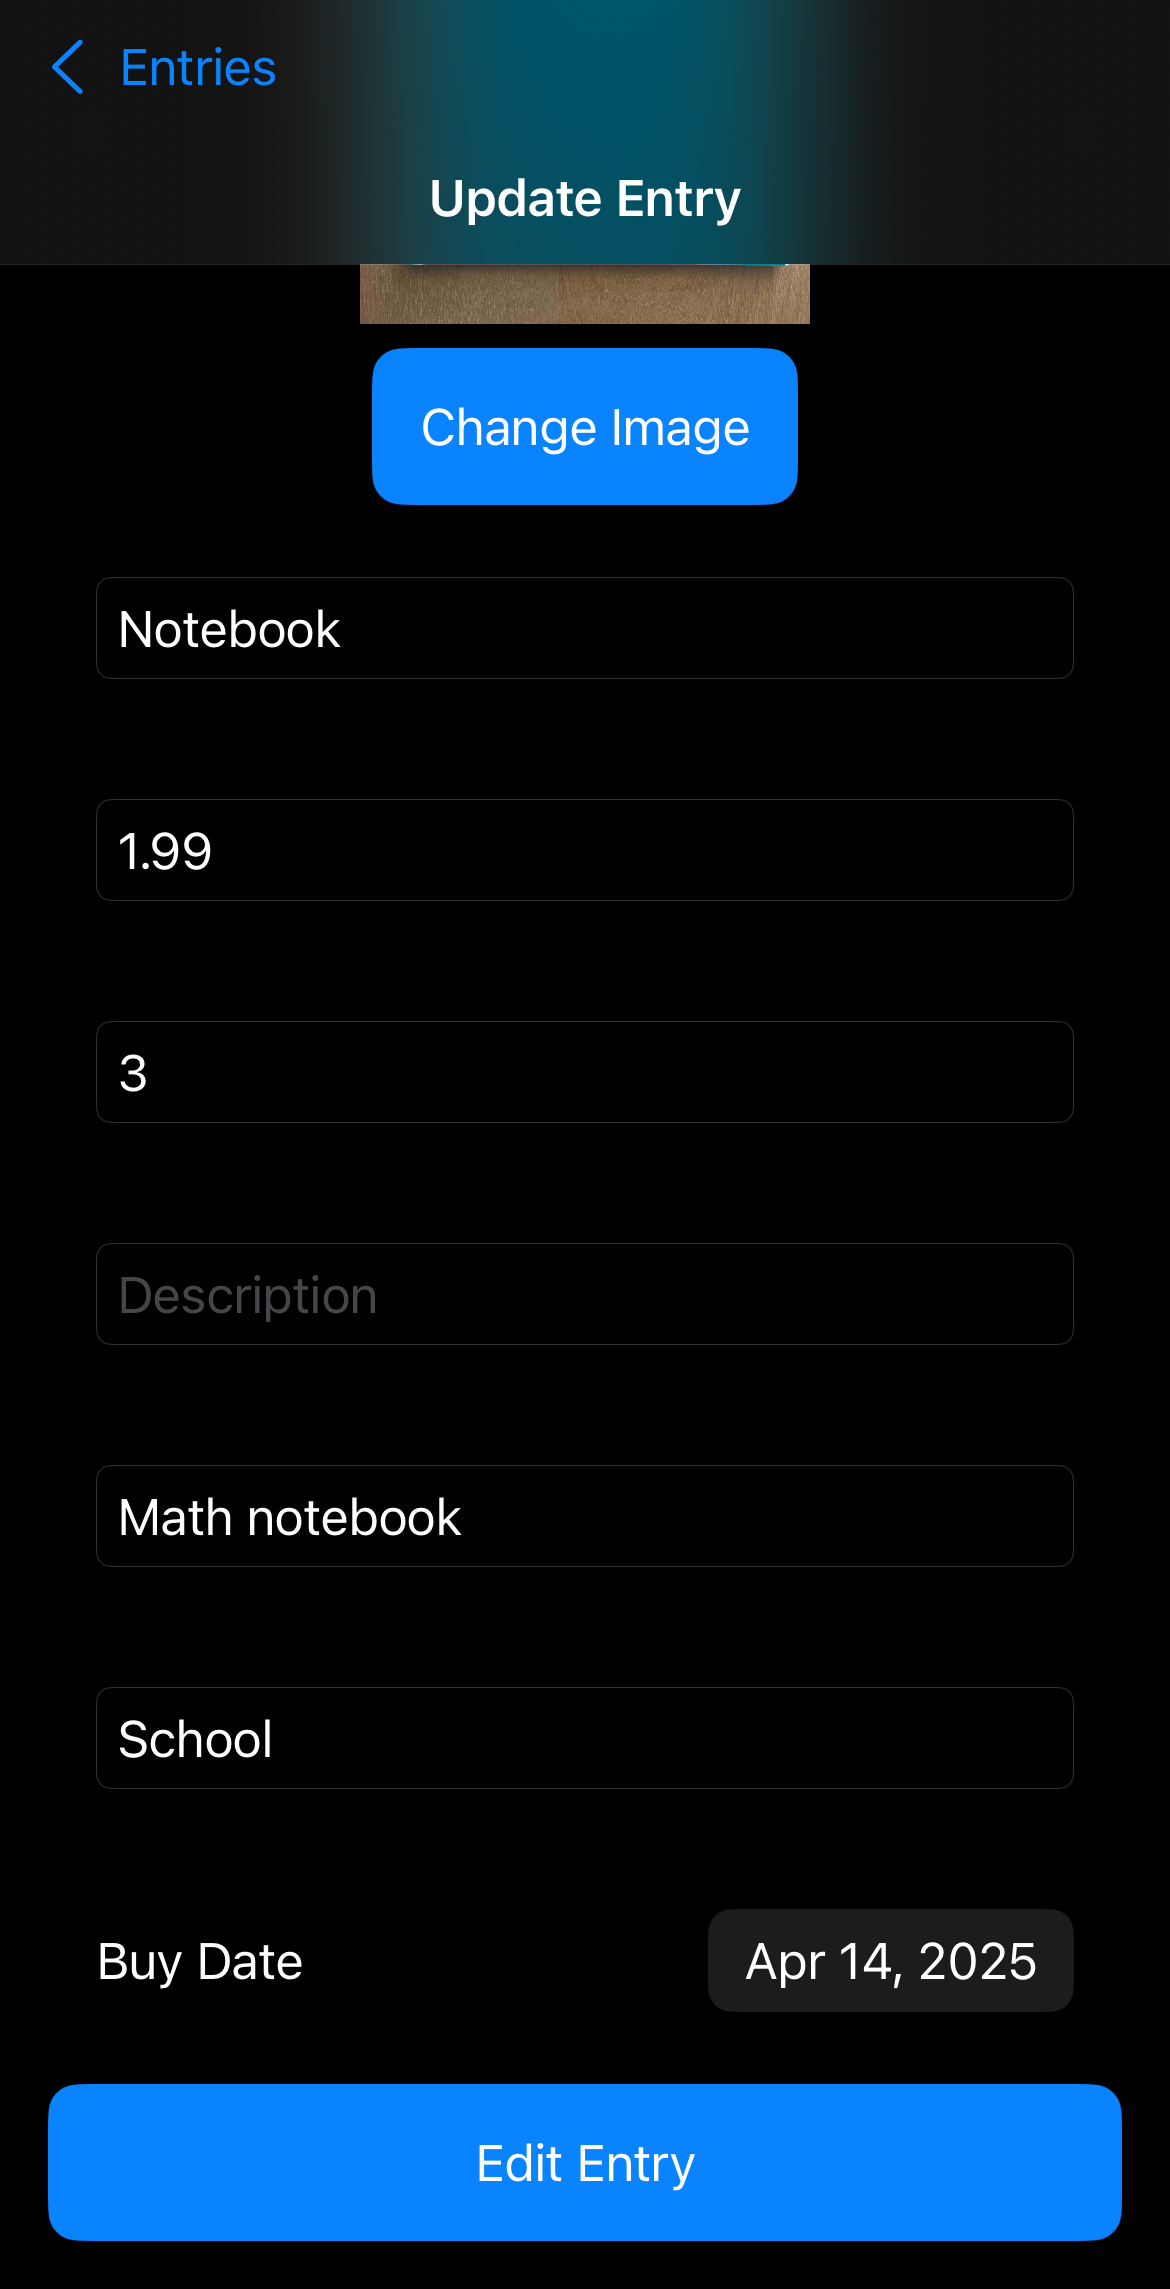 Entries
Update Entry
Change Image
Notebook
1.99
3
Description
Math notebook
School
Buy Date
Apr 14, 2025
Edit Entry